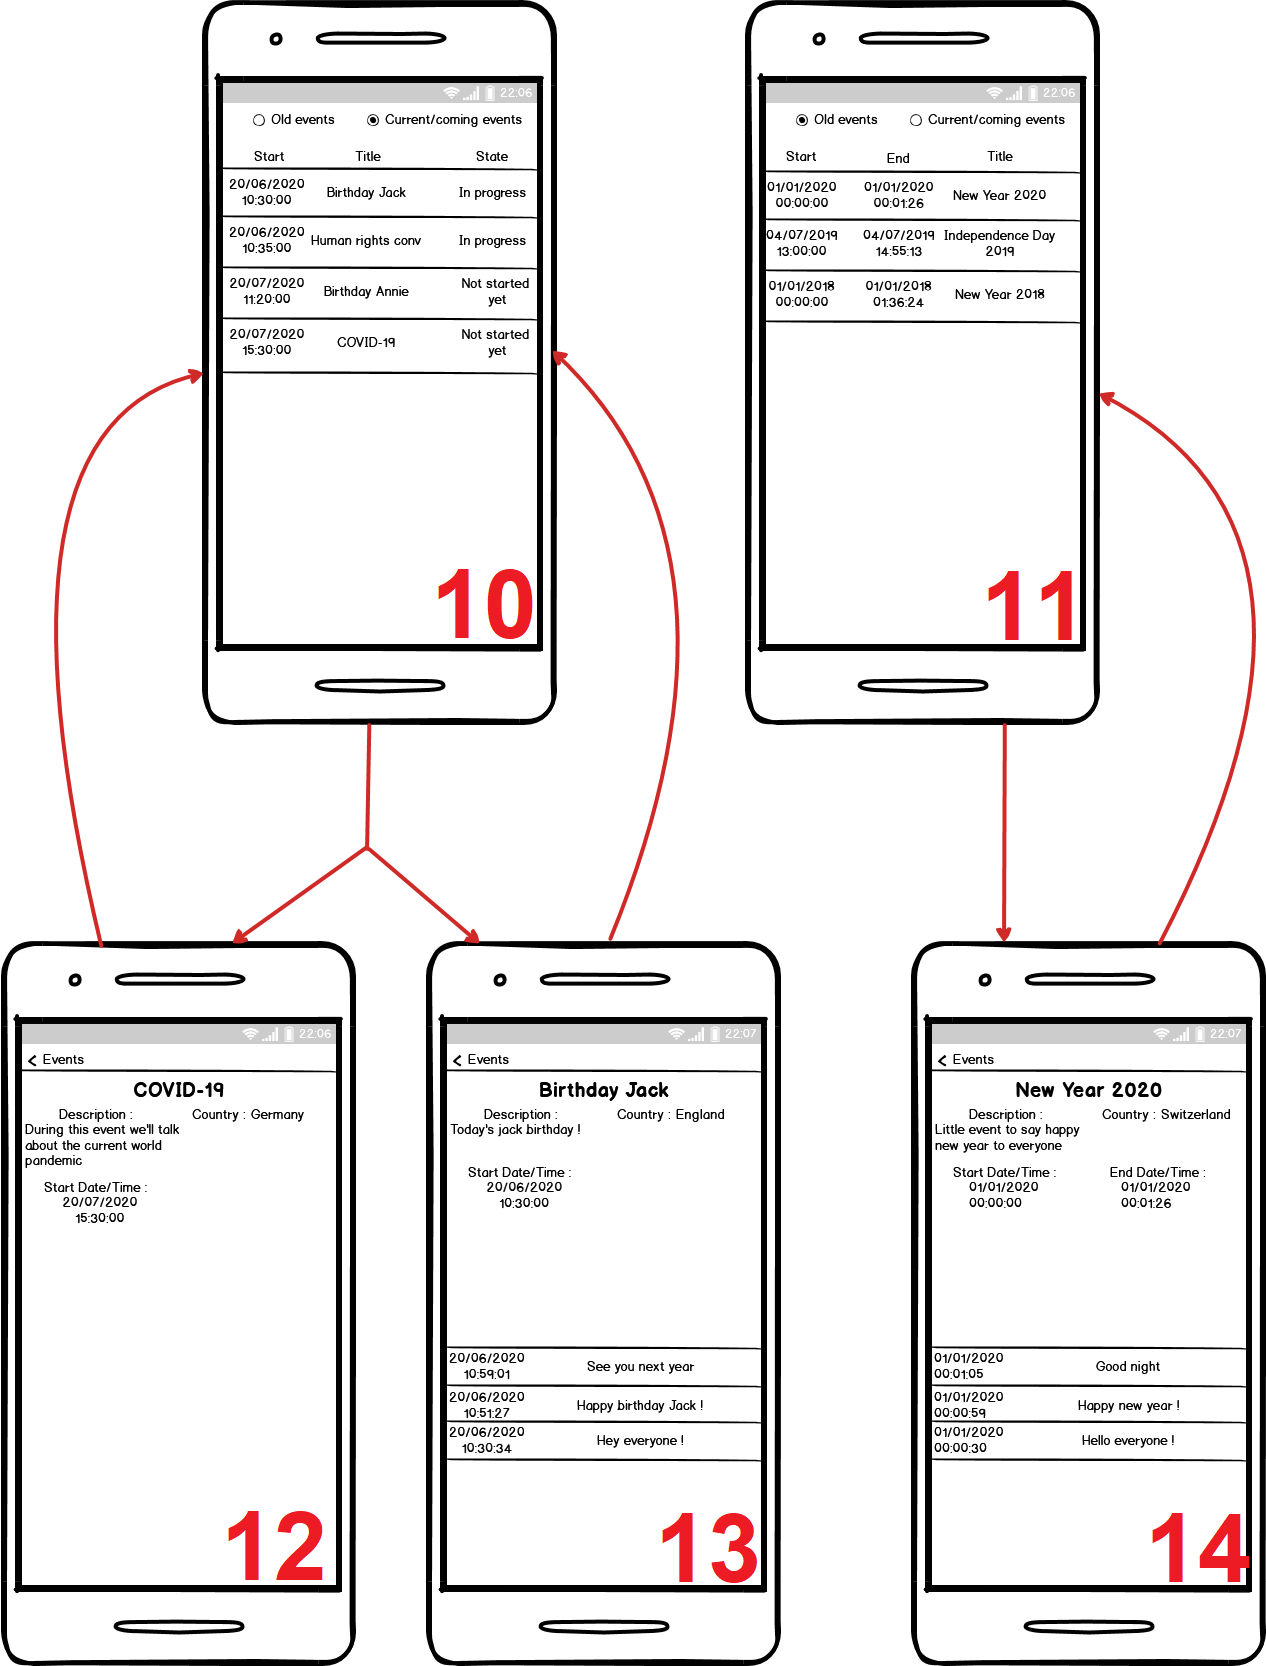 22:06
Old events Current/coming events
Start Title State
20/06/2020
10:30:00
Birthday Jack
In progress
20/06/2020
10:35:00
Human rights conv
In progress
20/07/2020
11:20:00
Birthday Annie
Not started
yet
20/07/2020
15:30:00
COVID-19
Not started
yet
10
22:06
Old events Current/coming events
Start End Title
01/01/2020
00:00:00
01/01/2020
00:01:26
New Year 2020
04/07/2019
13:00:00
04/07/2019
14:55:13
Independence Day
2019
01/01/2018
00:00:00
01/01/2018
01:36:24
New Year 2018
11
22:06
< Events
COVID-19
Description :
During this event we'll talk
about the current world
pandemic
Country : Germany
Start Date/Time :
20/07/2020
15:30:00
12
22:07
< Events
Birthday Jack
Description :
Today's jack birthday !
Country : England
Start Date/Time :
20/06/2020
10:30:00
20/06/2020
10:59:01
See you next year
20/06/2020
10:51:27
Happy birthday Jack !
20/06/2020
10:30:34
Hey everyone !
13
22:07
< Events
New Year 2020
Description :
Little event to say happy
new year to everyone
Country : Switzerland
Start Date/Time :
01/01/2020
00:00:00
End Date/Time :
01/01/2020
00:01:26
01/01/2020
00:01:05
Good night
01/01/2020
00:00:59
Happy new year !
01/01/2020
00:00:30
Hello everyone !
14